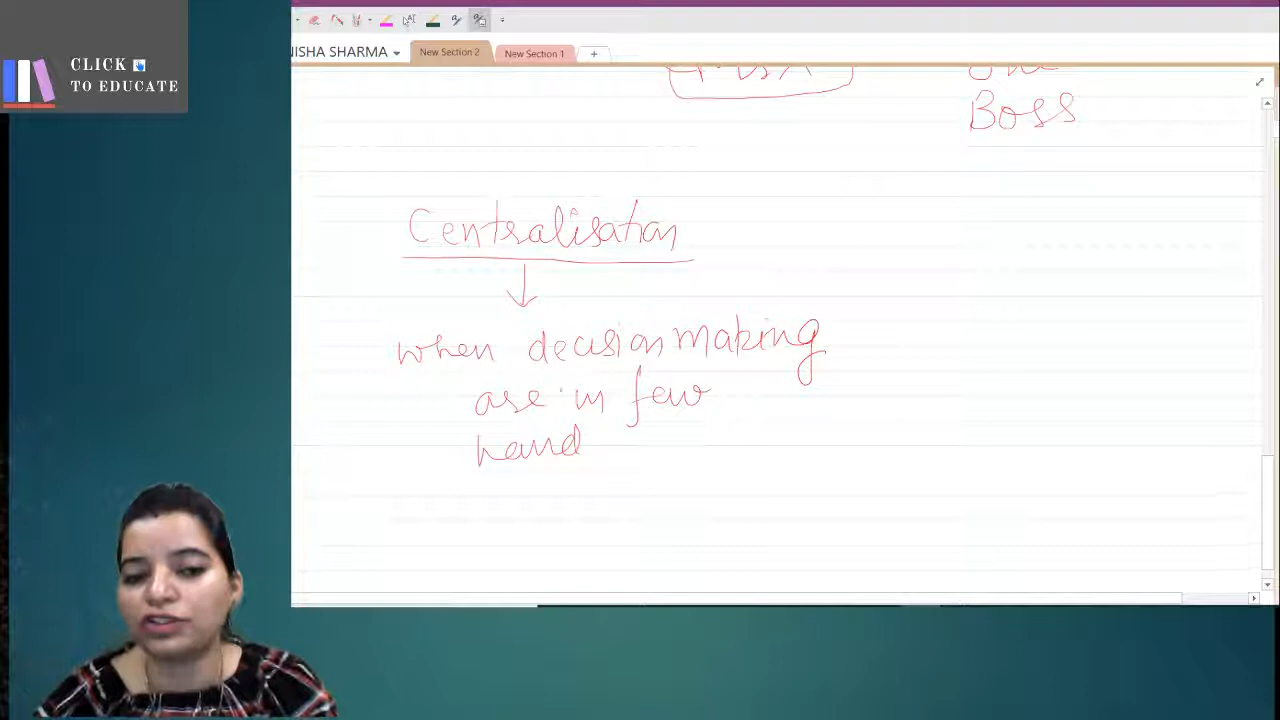 CLICK
TO EDUCATE
NISHA SHARMA
New Section 2
New Section 1
+
One
Boss
Centralisation
when decision making
are in few
hand